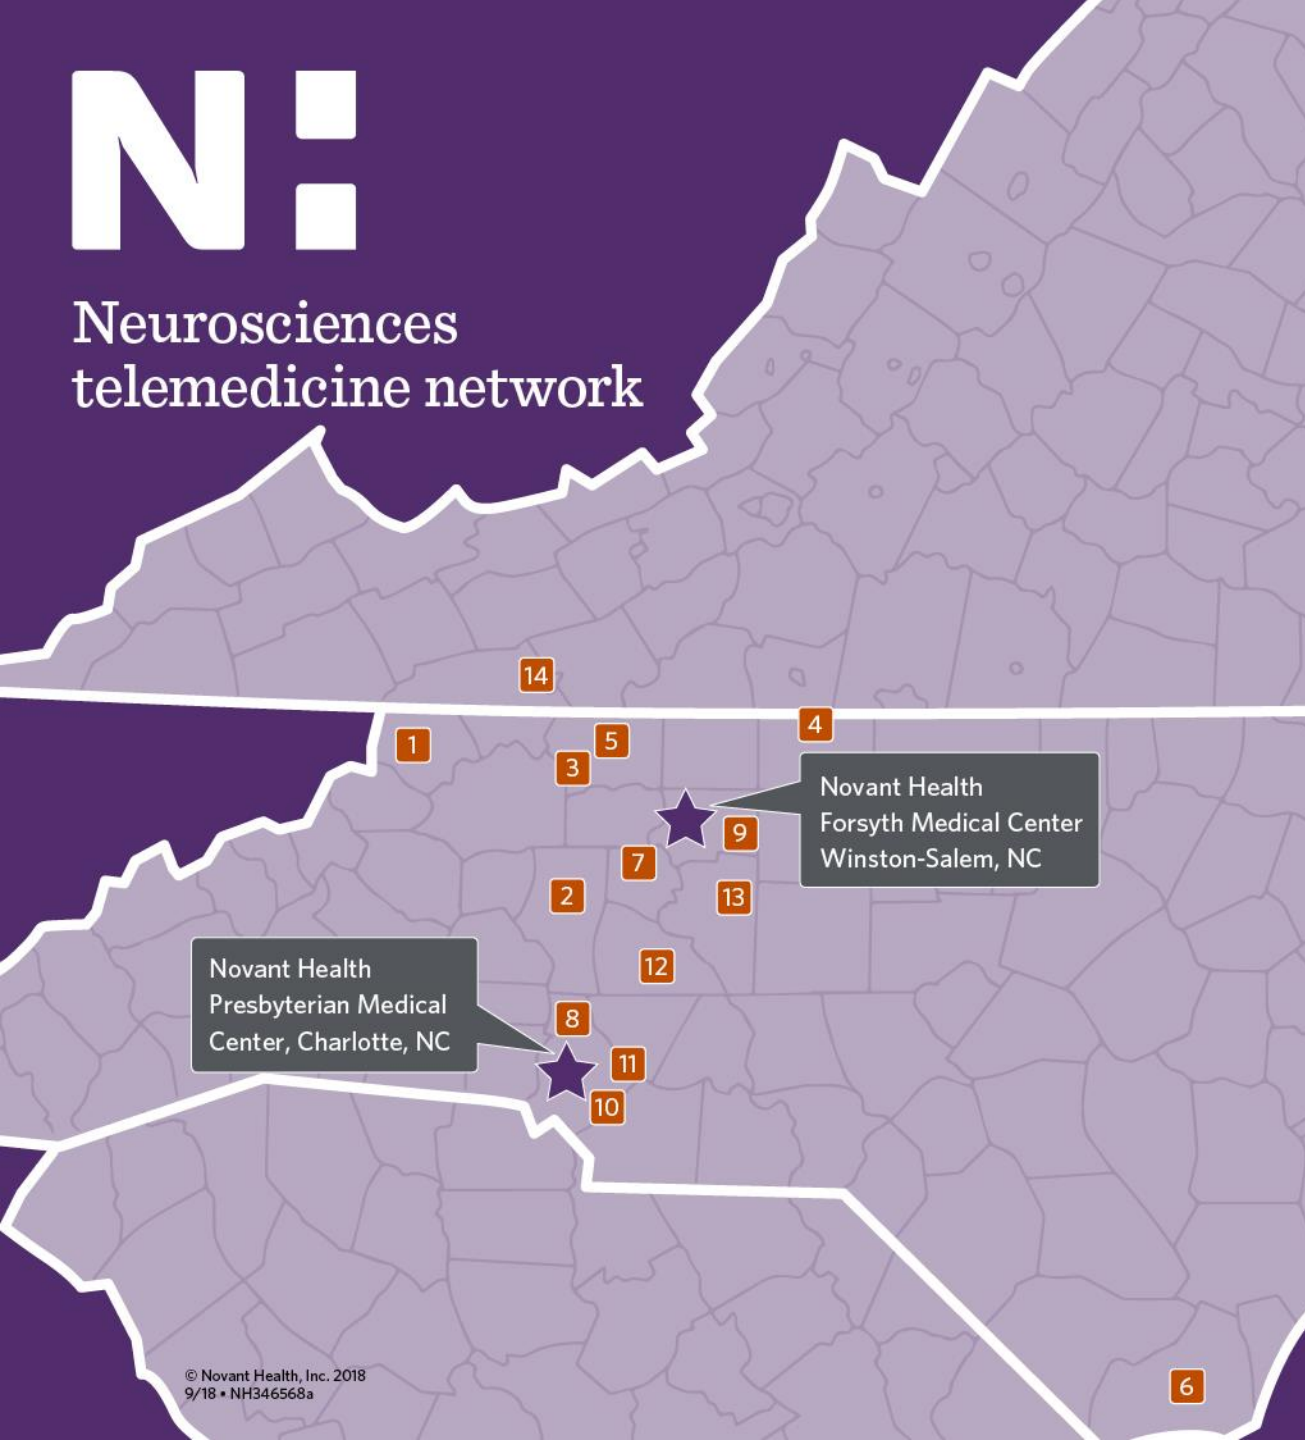 N:
Neurosciences
telemedicine network
14
4
5
1
3
Novant Health
Forsyth Medical Center
Winston-Salem, NC
9
7
2
13
12
Novant Health
Presbyterian Medical
Center, Charlotte, NC
8
11
10
© Novant Health, Inc. 2018
9/18 • NH346568a
6